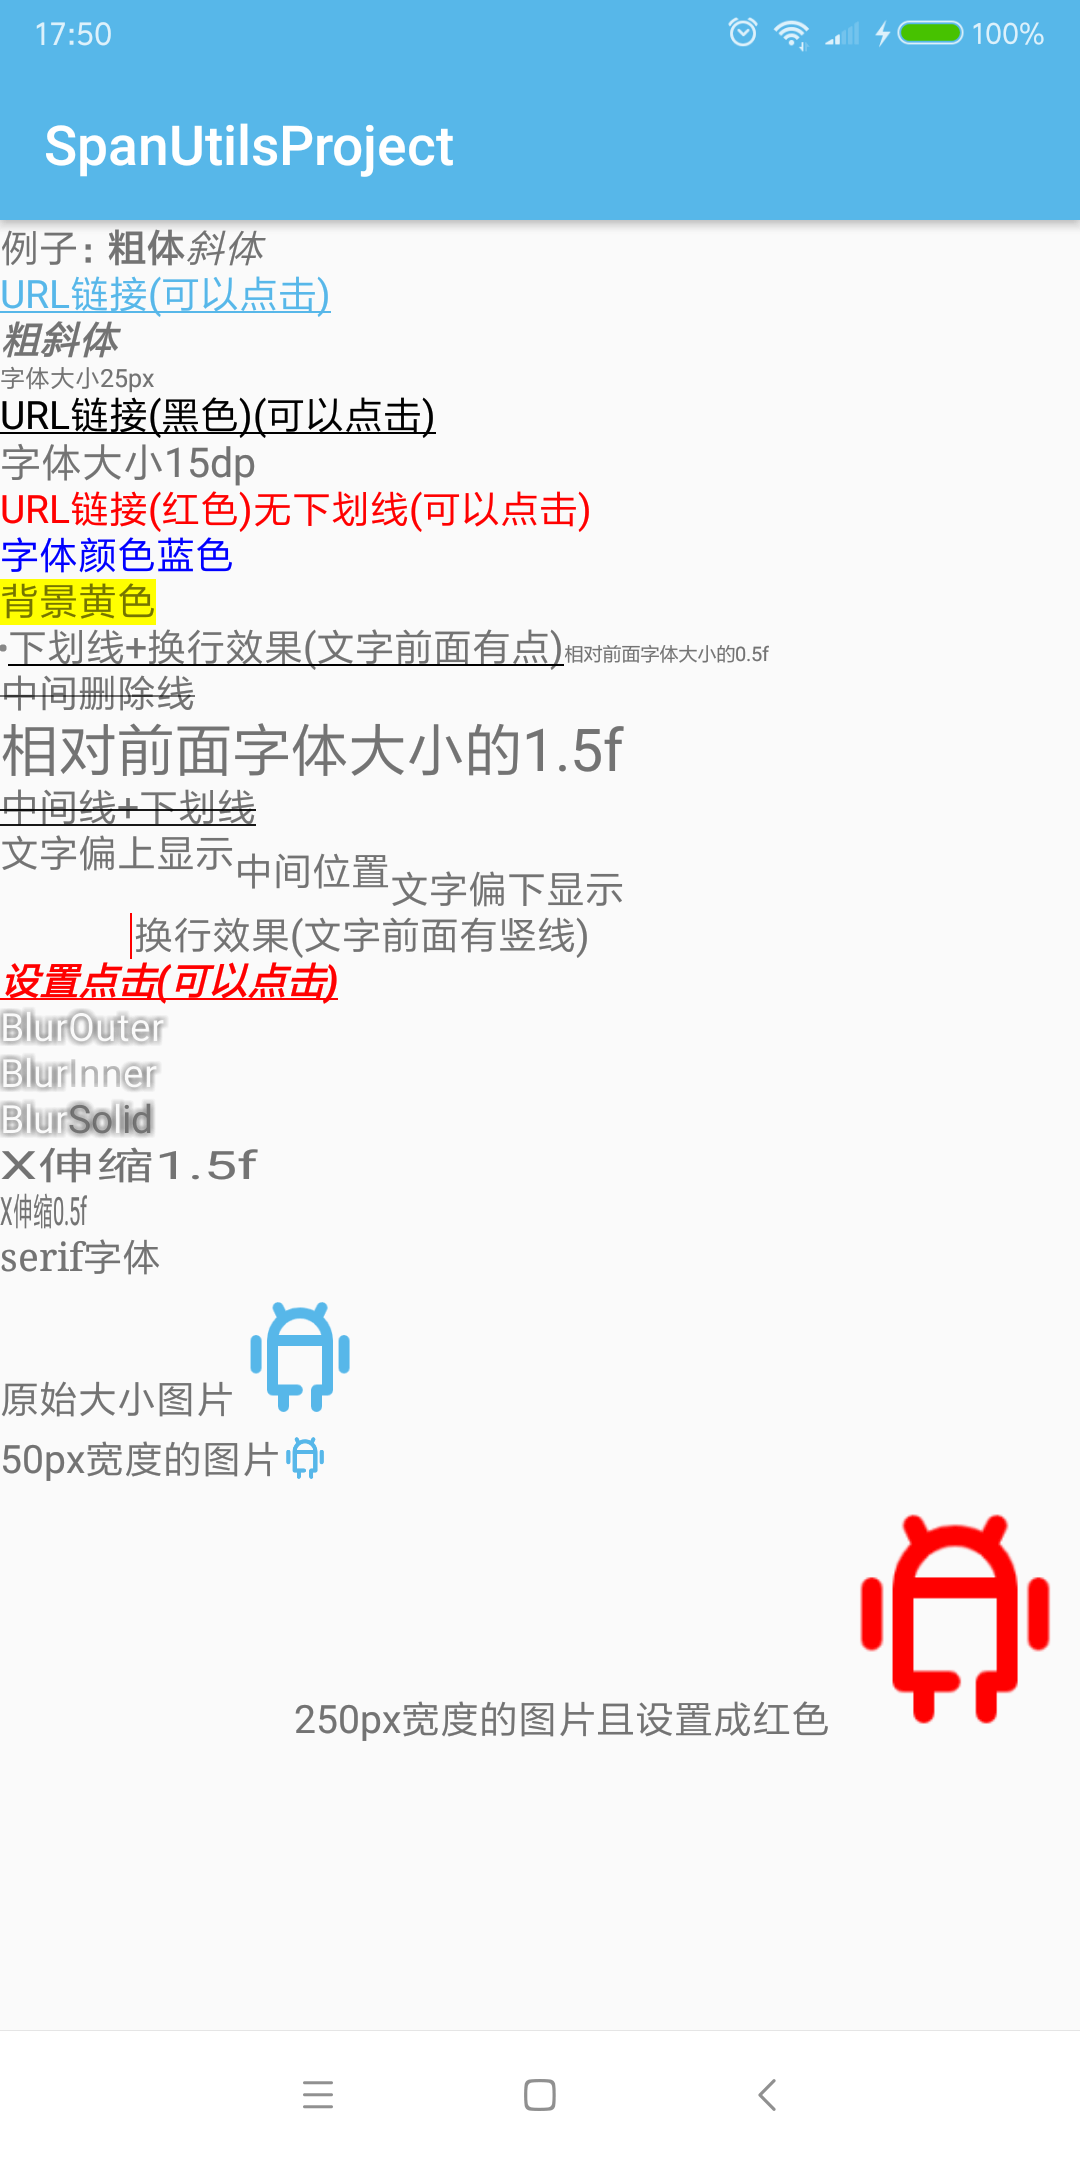 17:50
100%
SpanUtilsProject
例子：粗体斜体
URL链接(可以点击)
粗斜体
字体大小25px
URL链接(黑色)(可以点击)
字体大小15dp
URL链接(红色)无下划线(可以点击)
字体颜色蓝色
背景黄色
·下划线+换行效果(文字前面有点)相对前面字体大小的0.5f
中间删除线
相对前面字体大小的1.5f
中间线+下划线
文字偏上显示中间位置文字偏下显示
换行效果(文字前面有竖线)
设置点击(可以点击)
BlurOuter
BlurInner
BlurSolid
X伸缩1.5f
X伸缩0.5f
serif字体
原始大小图片
50px宽度的图片
250px宽度的图片且设置成红色